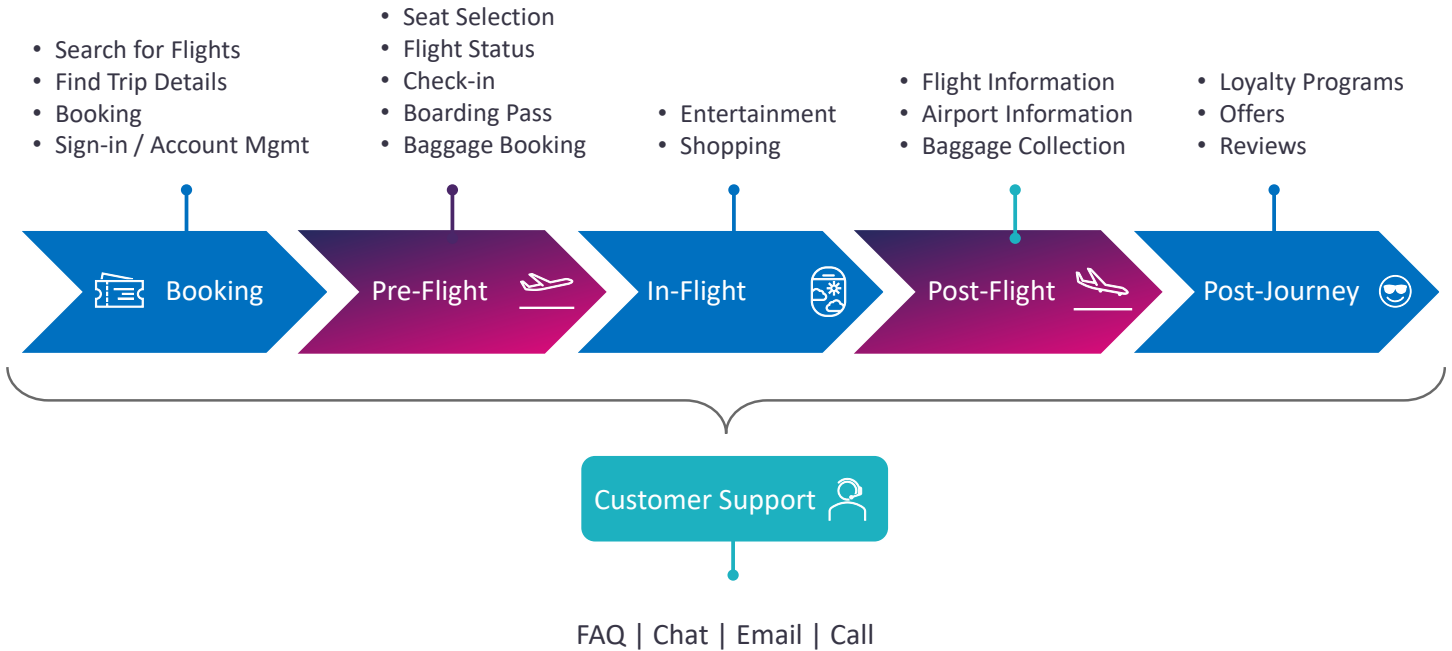 • Search for Flights
• Find Trip Details
• Booking
• Sign-in / Account Mgmt
• Seat Selection
• Flight Status
• Check-in
• Boarding Pass
• Baggage Booking
• Entertainment
• Shopping
• Flight Information
• Airport Information
• Baggage Collection
• Loyalty Programs
• Offers
• Reviews
Booking
Pre-Flight
In-Flight
Post-Flight
Post-Journey
Customer Support
FAQ | Chat | Email | Call